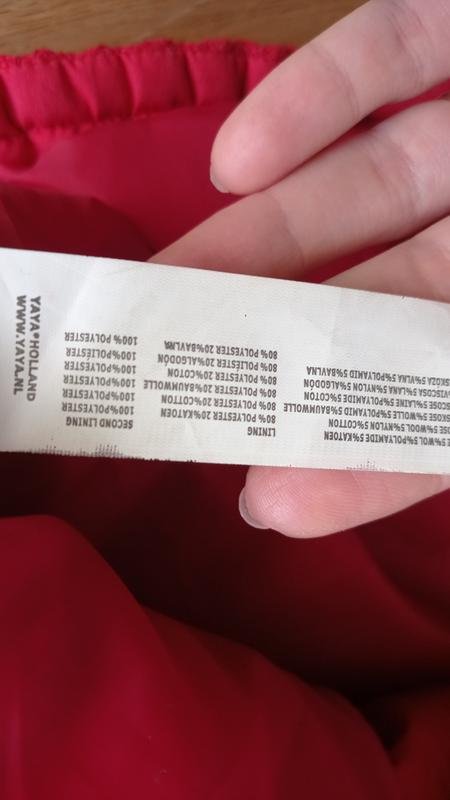 5%WOL 5%POLYAMIDE 5%KATOEN
5%WOOL 5%NYLON 5%COTTON
5%WOLLE 5%POLYAMID 5%BAUMWOLLE
5%LAINE 5%POLYAMIDE 5%COTON
VISCOSE 5%LANA 5%NYLON 5%ALGODÓN
5%VLNA 5%POLYAMID 5%BAVLNA
LINING
80% POLYESTER 20%KATOEN
80% POLYESTER 20%COTTON
80% POLYESTER 20%BAUMWOLLE
80% POLYESTER 20%COTON
80% POLIÉSTER 20%ALGODÓN
80% POLYESTER 20%BAVLNA
SECOND LINING
100%POLYESTER
100%POLYESTER
100%POLYESTER
100%POLYESTER
100%POLIÉSTER
100% POLYESTER
YAYA HOLLAND
WWW.YAYA.NL